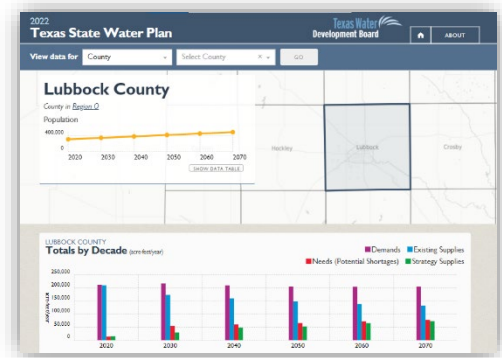 2022
Texas State Water Plan
Texas Water
Development Board
ABOUT
View data for
County
Select County
GO
Lubbock County
County in Region O
Population
400,000
0
2020 2030 2040 2050 2060 2070
SHOW DATA TABLE
Hockley
Lubbock
Crosby
LUBBOCK COUNTY
Totals by Decade (acre-feet/year)
Demands Existing Supplies
Needs (Potential Shortages) Strategy Supplies
250,000
200,000
150,000
100,000
50,000
0
2020 2030 2040 2050 2060 2070